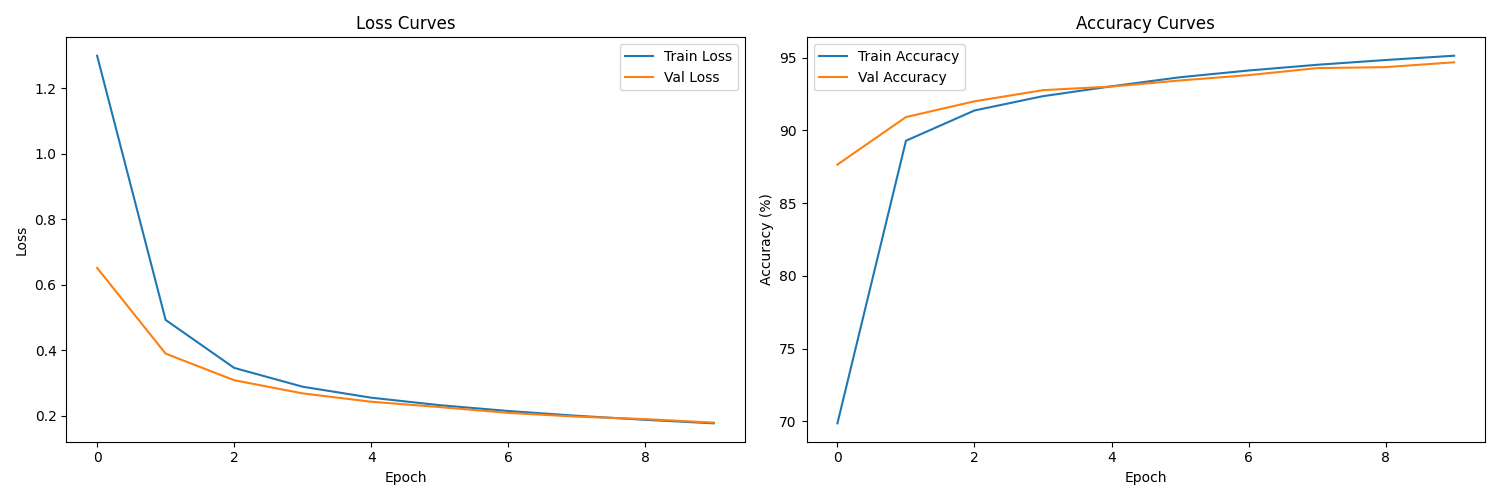 Loss Curves
Train Loss
Val Loss
1.2
1.0
0.8
0.6
0.4
0.2
Loss
0 2 4 6 8
Epoch
Accuracy Curves
Train Accuracy
Val Accuracy
95
90
85
80
75
70
Accuracy (%)
0 2 4 6 8
Epoch